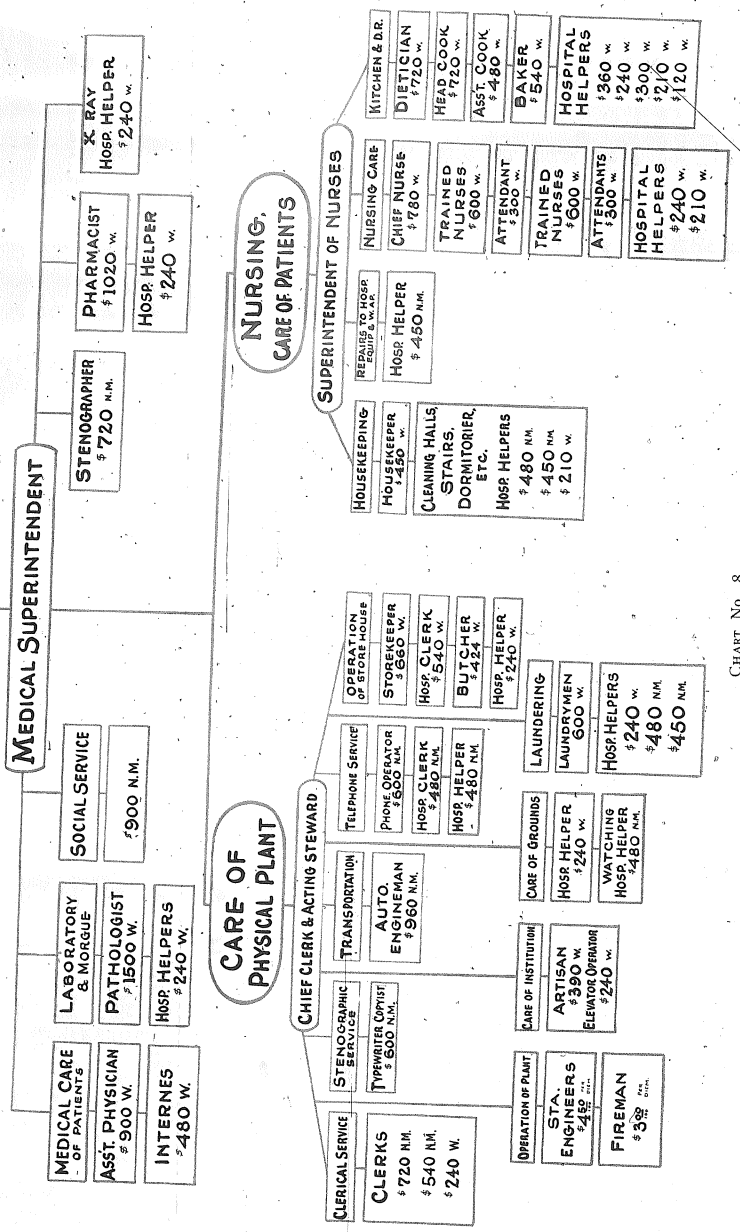 MEDICAL SUPERINTENDENT
MEDICAL CARE
- OF PATIENTS
ASS'T. PHYSICIAN
$900 W.
INTERNES
$480 W.
LABORATORY
& MORGUE
PATHOLOGIST
$1500 W.
HOSP. HELPERS
$240 W.
SOCIAL SERVICE
$900 N.M.
STENOGRAPHER
$720 N.M.
PHARMACIST
$1020 W.
HOSP. HELPER
$240 W.
X RAY
HOSP. HELPER
$240 W.
CARE OF
PHYSICAL PLANT
CHIEF CLERK & ACTING STEWARD
CLERICAL SERVICE
CLERKS
$720 N.M.
$540 N.M.
$240 W.
STENOGRAPHIC
SERVICE
TYPEWRITER COPYIST
$600 N.M.
TRANSPORTATION
AUTO.
ENGINEMAN
$960 N.M.
TELEPHONE SERVICE
PHONE. OPERATOR
$600 N.M.
HOSP. CLERK
$480 N.M.
HOSP. HELPER
$480 N.M.
OPERATION
OF STORE HOUSE
STOREKEEPER
$660 W.
HOSP. CLERK
$540 W.
BUTCHER
$424 W.
HOSP. HELPER
$240 W.
OPERATION OF PLANT
STA.
ENGINEERS
$4.50 PER DIEM.
FIREMAN
$3.00 PER DIEM.
CARE OF INSTITUTION
ARTISAN
$390 W.
ELEVATOR OPERATOR
$240 W.
CARE OF GROUNDS
HOSP. HELPER
$240 W.
WATCHING
HOSP. HELPER
$480 N.M.
LAUNDERING
LAUNDRYMEN
600 W.
HOSP. HELPERS
$240 W.
$480 N.M.
$450 N.M.
NURSING,
CARE OF PATIENTS
SUPERINTENDENT OF NURSES
HOUSEKEEPING
HOUSEKEEPER
$450 W.
CLEANING HALLS,
STAIRS,
DORMITORIER,
ETC.
HOSP. HELPERS
$480 N.M.
$450 N.M.
$210 W.
REPAIRS TO HOSP.
EQUIP & W. AP.
HOSP. HELPER
$450 N.M.
NURSING CARE
CHIEF NURSE
$780 W.
TRAINED
NURSES
$600 W.
ATTENDANT
$300 W.
TRAINED
NURSES
$600 W.
ATTENDANTS
$300 W.
HOSPITAL
HELPERS
$240 W.
$210 W.
KITCHEN & D.R.
DIETICIAN
$720 W.
HEAD COOK
$720 W.
ASS'T. COOK
$480 W.
BAKER
$540 W.
HOSPITAL
HELPERS
$360 W.
$240 W.
$300 W.
$210 W.
$120 W.
CHART No. 8